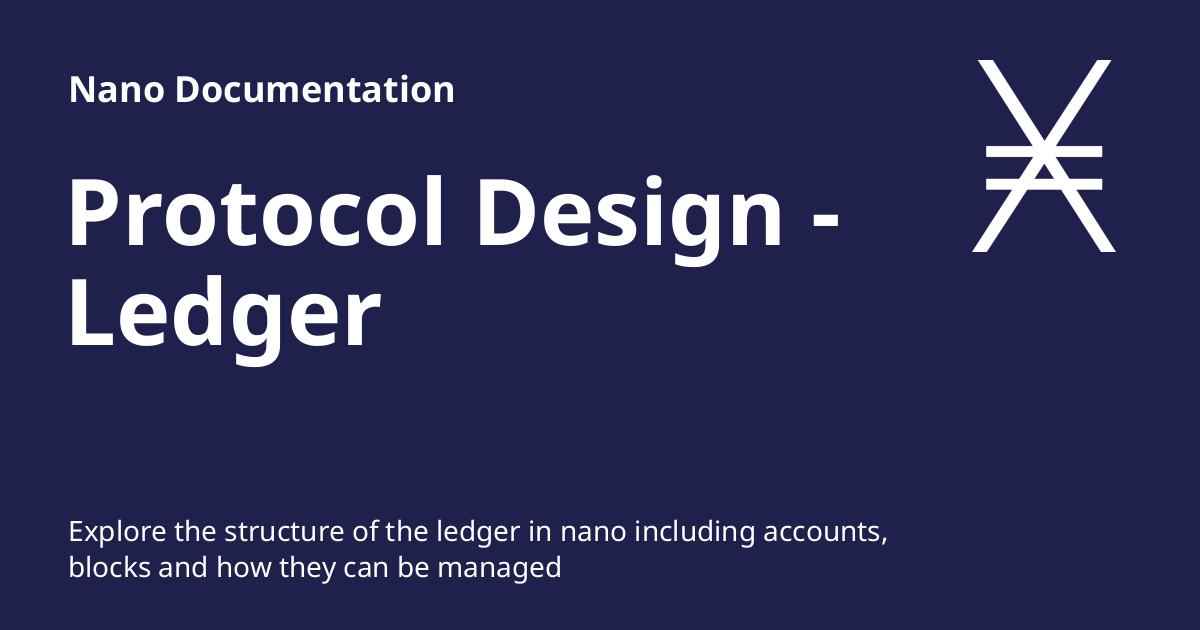 Nano Documentation
Protocol Design -
Ledger
Explore the structure of the ledger in nano including accounts,
blocks and how they can be managed